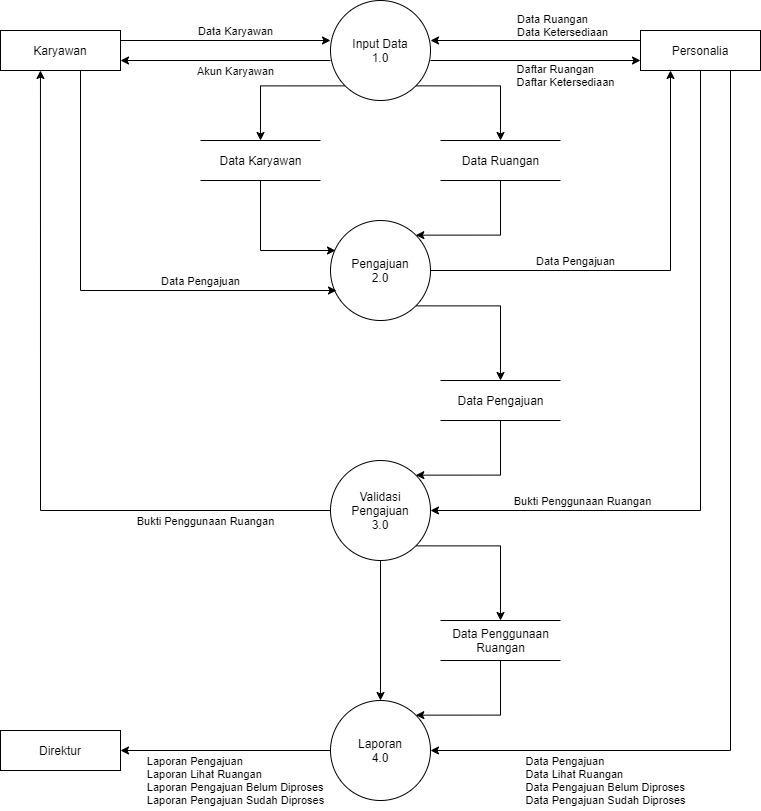 Data Ruangan
Data Ketersediaan
Data Karyawan
Karyawan
Input Data
1.0
Personalia
Akun Karyawan
Daftar Ruangan
Daftar Ketersediaan
Data Karyawan
Data Ruangan
Pengajuan
2.0
Data Pengajuan
Data Pengajuan
Data Pengajuan
Validasi
Pengajuan
3.0
Bukti Penggunaan Ruangan
Bukti Penggunaan Ruangan
Data Penggunaan
Ruangan
Direktur
Laporan
4.0
Laporan Pengajuan
Laporan Lihat Ruangan
Laporan Pengajuan Belum Diproses
Laporan Pengajuan Sudah Diproses
Data Pengajuan
Data Lihat Ruangan
Data Pengajuan Belum Diproses
Data Pengajuan Sudah Diproses